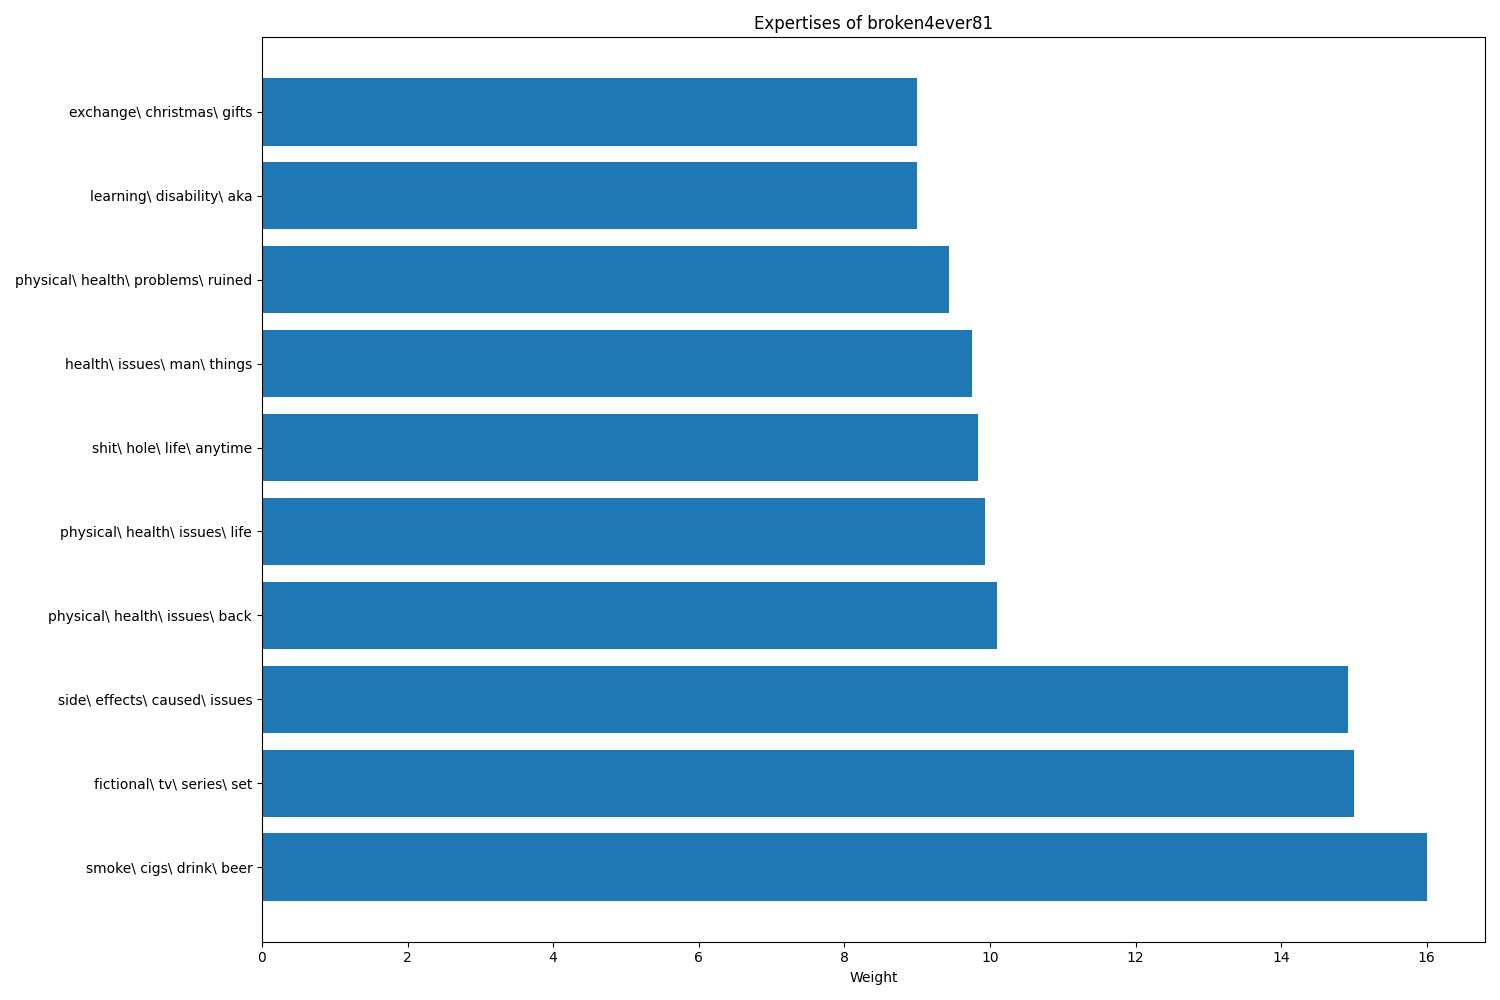 Expertises of broken4ever81
exchange\ christmas\ gifts
learning\ disability\ aka
physical\ health\ problems\ ruined
health\ issues\ man\ things
shit\ hole\ life\ anytime
physical\ health\ issues\ life
physical\ health\ issues\ back
side\ effects\ caused\ issues
fictional\ tv\ series\ set
smoke\ cigs\ drink\ beer
0 2 4 6 8 10 12 14 16
Weight